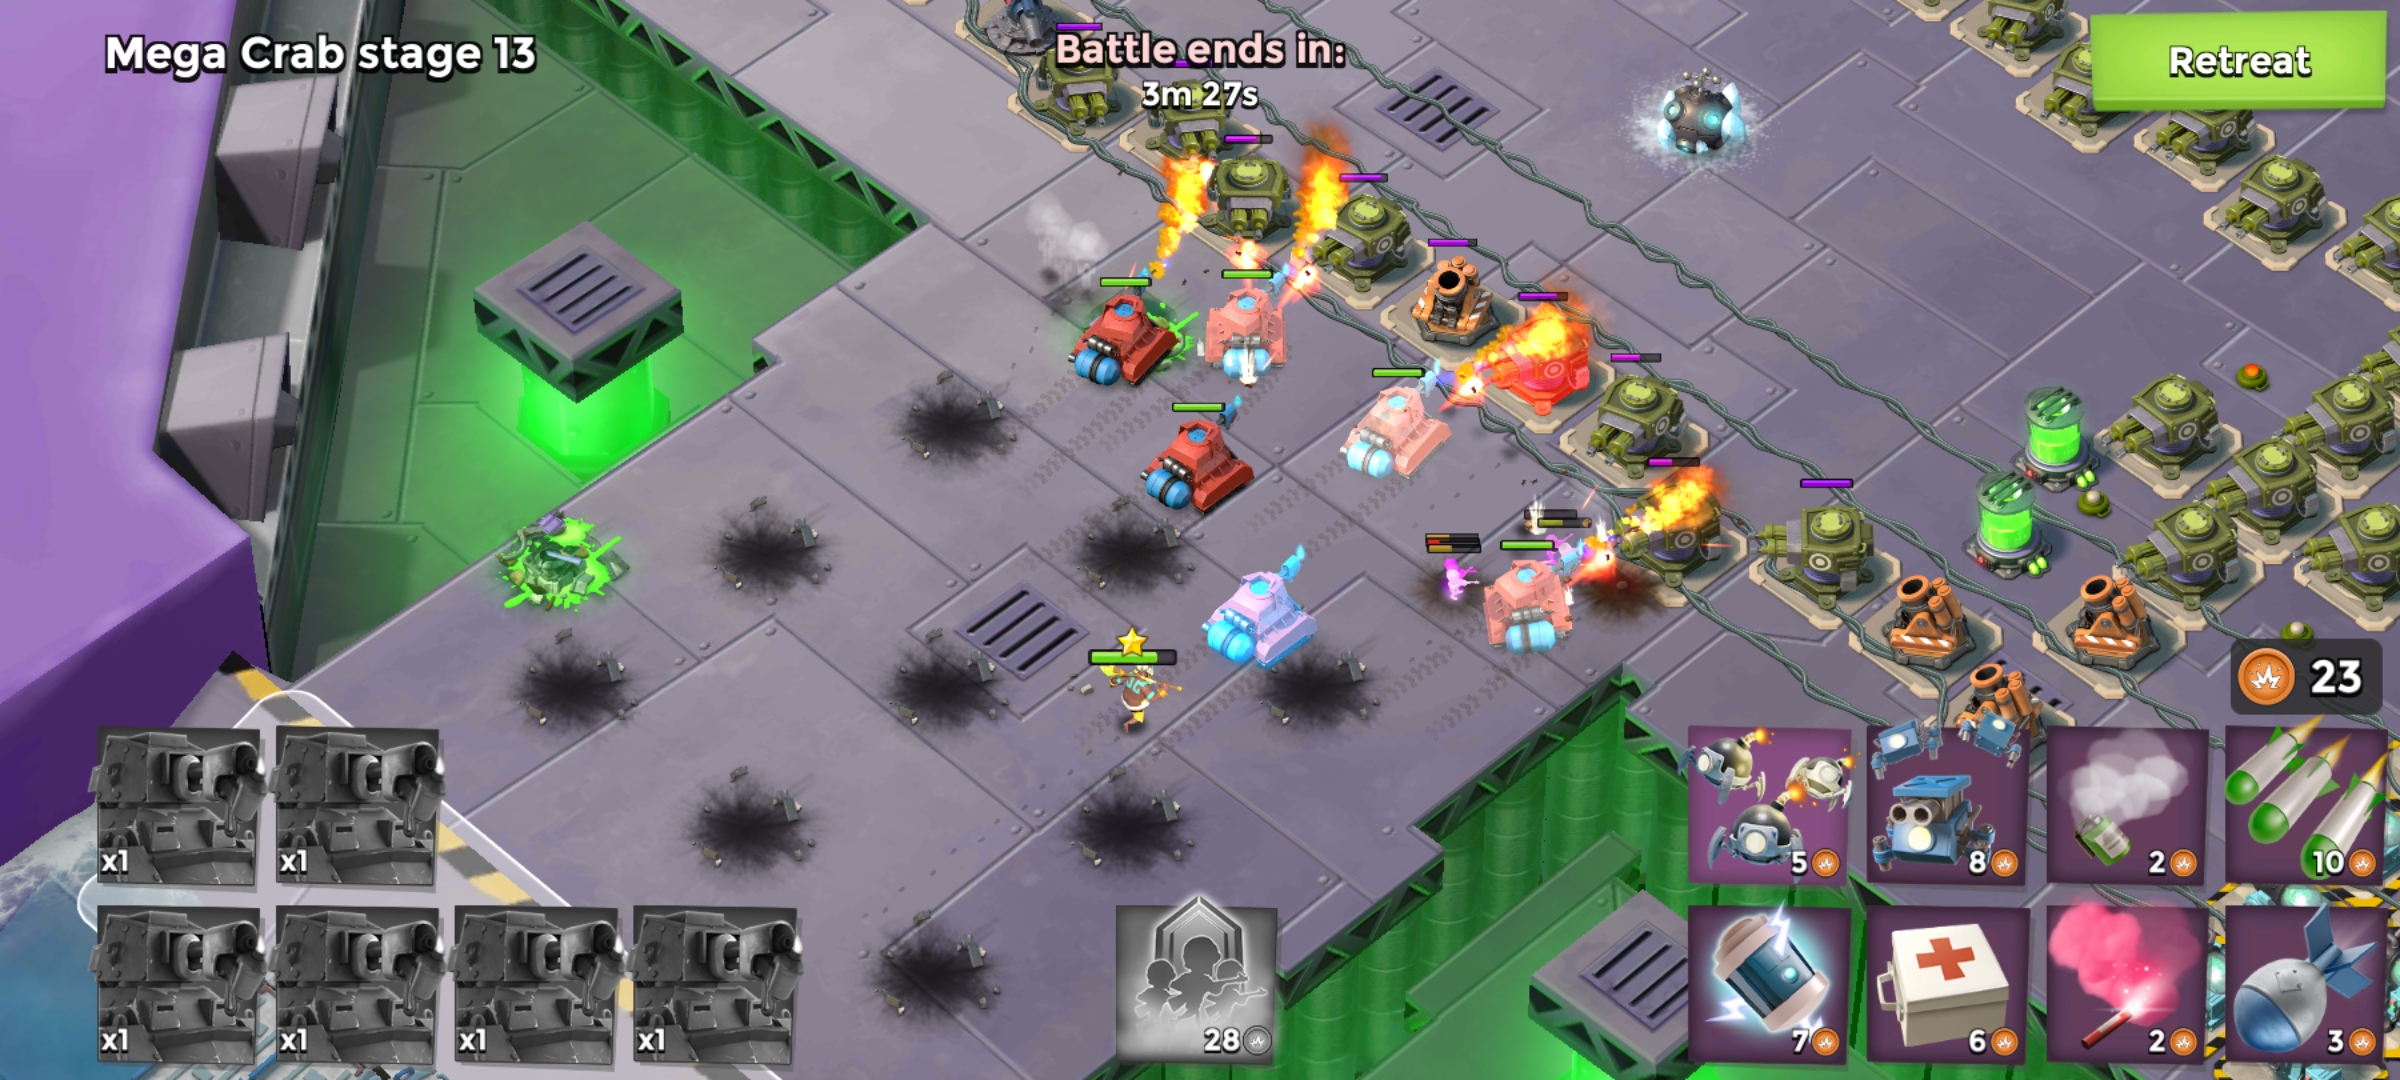 Mega Crab stage 13
Battle ends in:
3m 27s
Retreat
23
5
8
2
10
x1
x1
x1
x1
x1
x1
28
7
6
2
3